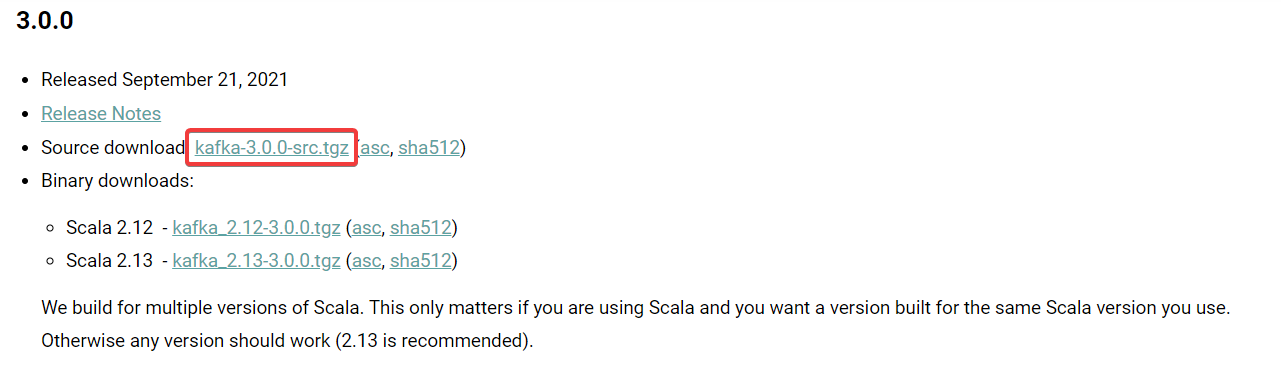 3.0.0
Released September 21, 2021
Release Notes
Source download kafka-3.0.0-src.tgz (asc, sha512)
Binary downloads:
Scala 2.12 - kafka_2.12-3.0.0.tgz (asc, sha512)
Scala 2.13 - kafka_2.13-3.0.0.tgz (asc, sha512)
We build for multiple versions of Scala. This only matters if you are using Scala and you want a version built for the same Scala version you use.
Otherwise any version should work (2.13 is recommended).